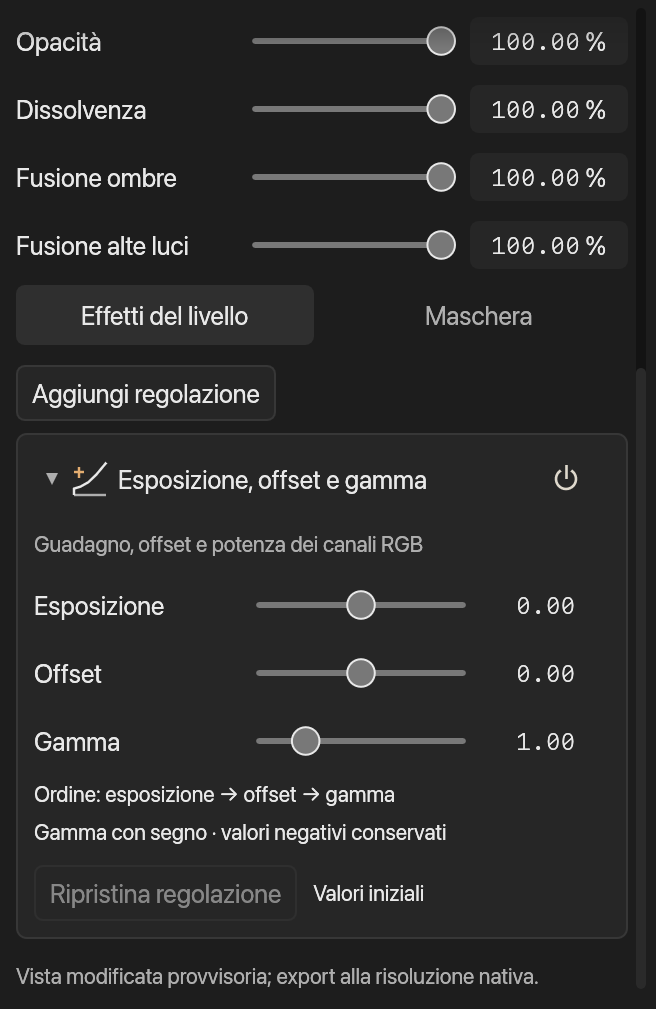 Opacità 100.00 %
Dissolvenza 100.00 %
Fusione ombre 100.00 %
Fusione alte luci 100.00 %
Effetti del livello Maschera
Aggiungi regolazione
Esposizione, offset e gamma
Guadagno, offset e potenza dei canali RGB
Esposizione 0.00
Offset 0.00
Gamma 1.00
Ordine: esposizione → offset → gamma
Gamma con segno · valori negativi conservati
Ripristina regolazione Valori iniziali
Vista modificata provvisoria; export alla risoluzione nativa.